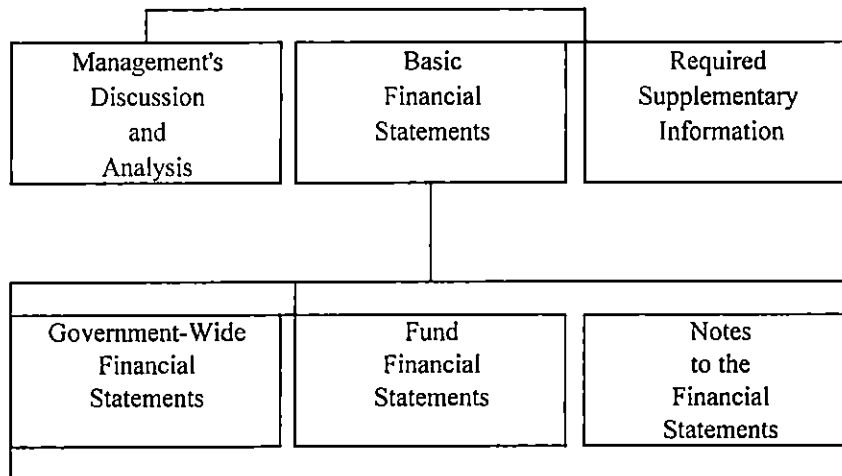 Management's
Discussion
and
Analysis
Basic
Financial
Statements
Required
Supplementary
Information
Government-Wide
Financial
Statements
Fund
Financial
Statements
Notes
to the
Financial
Statements